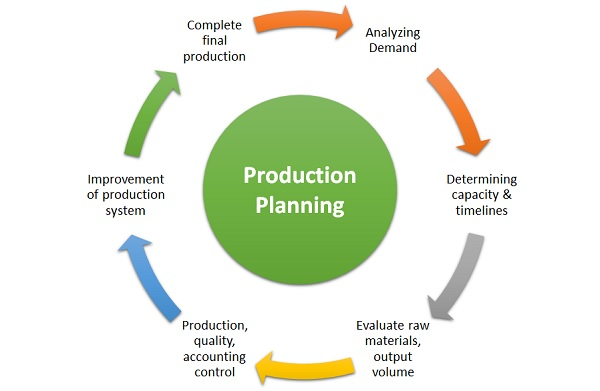 Complete
final
production
Analyzing
Demand
Determining
capacity &
timelines
Evaluate raw
materials,
output
volume
Production,
quality,
accounting
control
Improvement
of production
system
Production
Planning